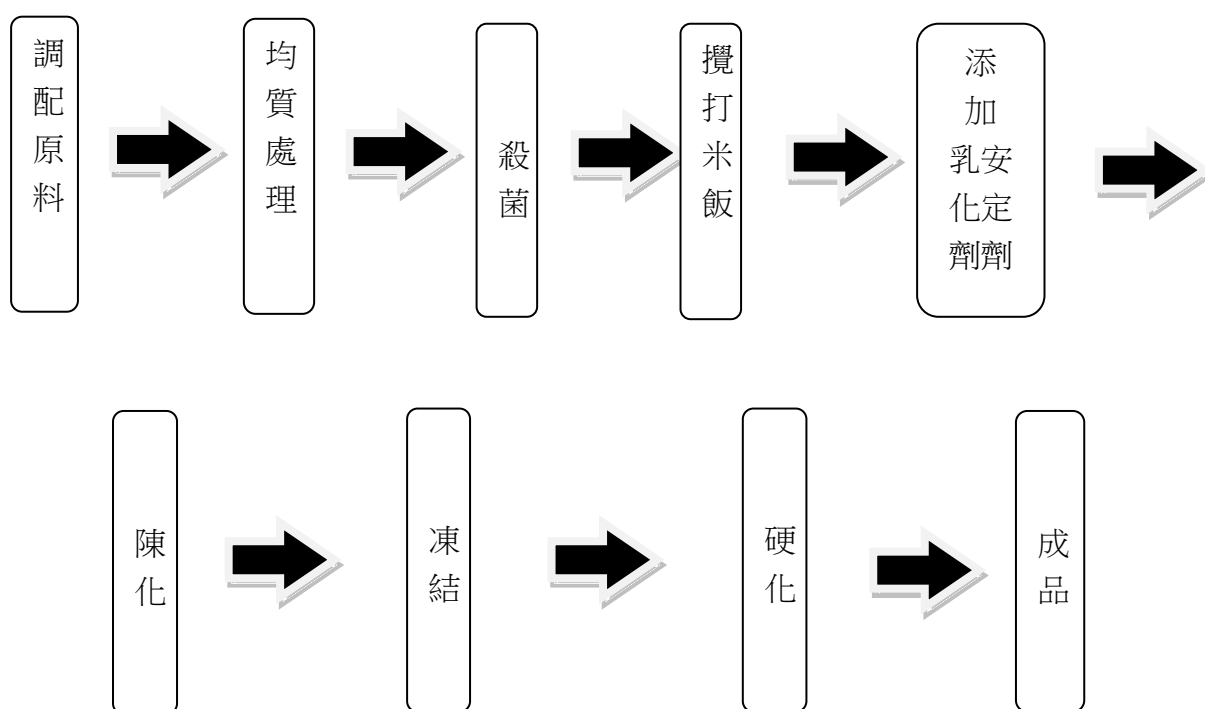 調配原料
均質處理
殺菌
攪打米飯
添加
乳化劑
安定劑
陳化
凍結
硬化
成品